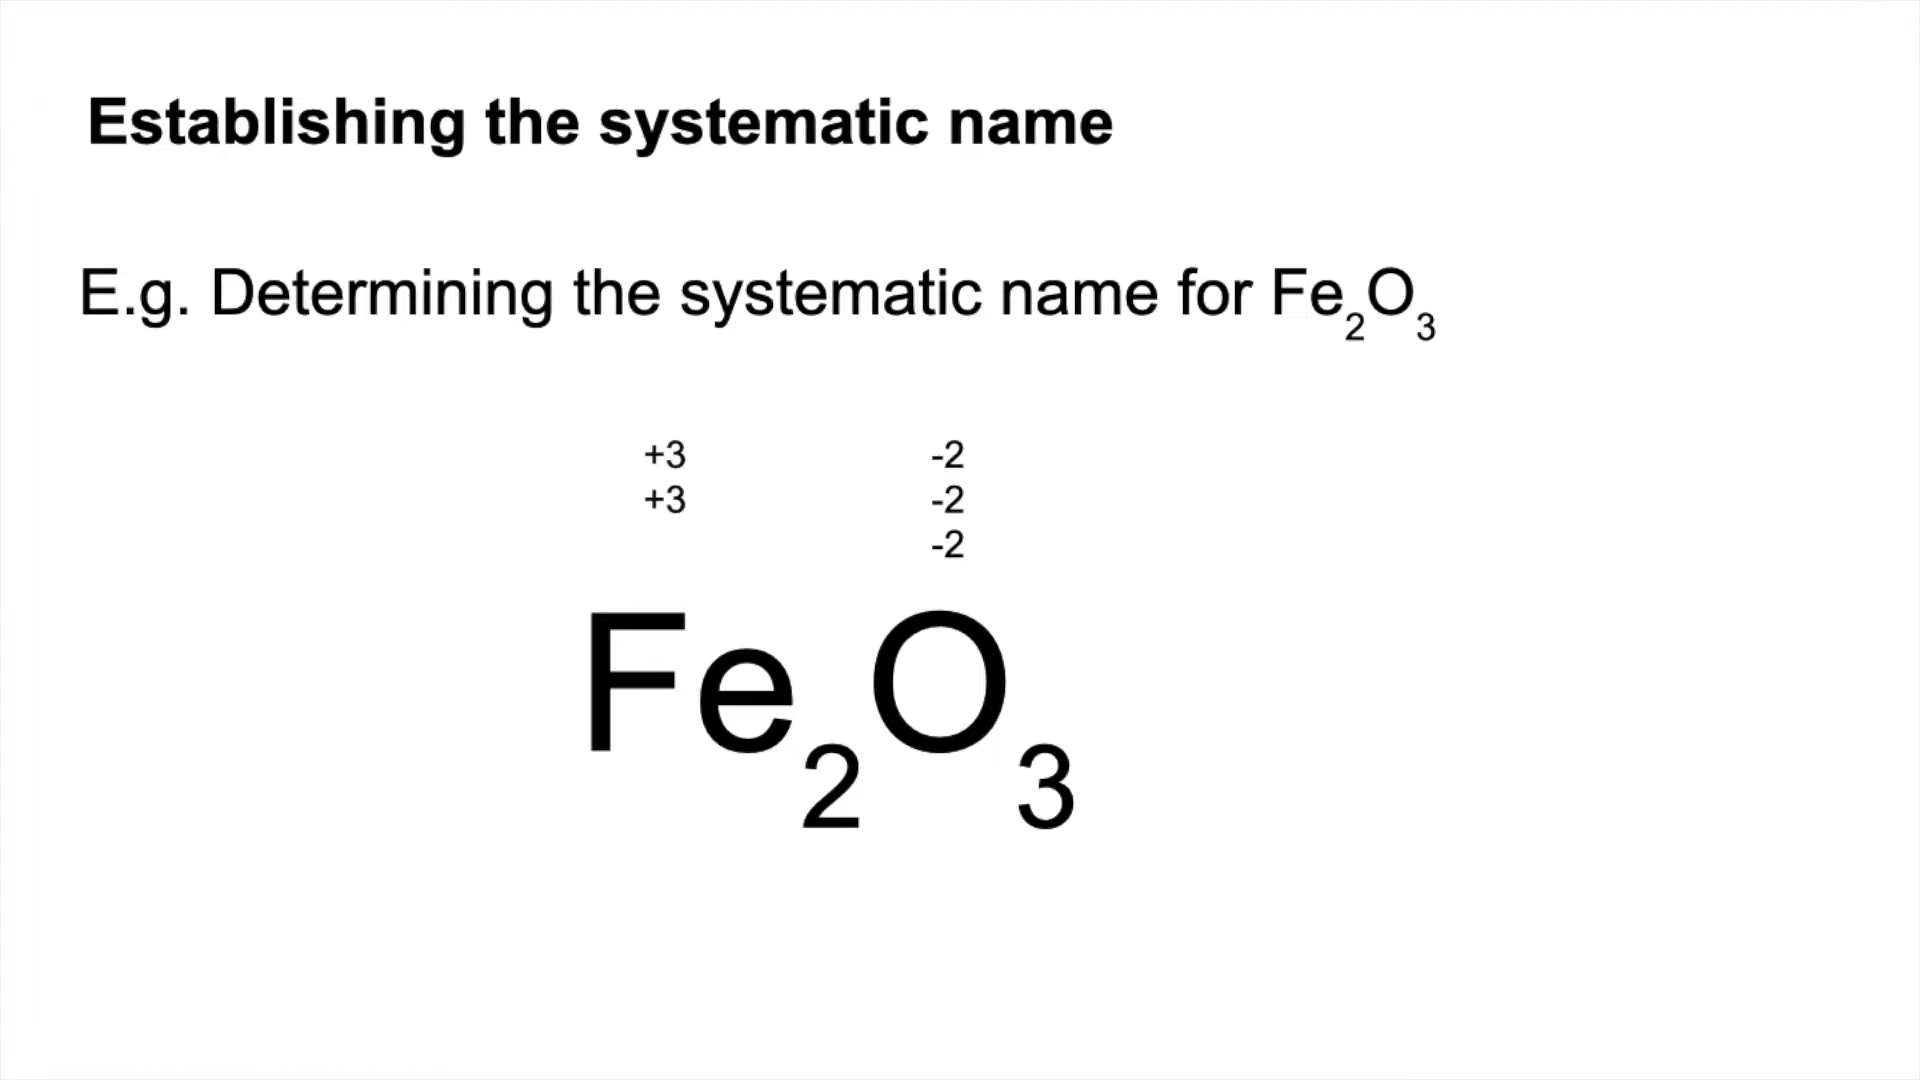 Establishing the systematic name
E.g. Determining the systematic name for Fe₂O₃
+3 -2
+3 -2
-2
Fe₂O₃